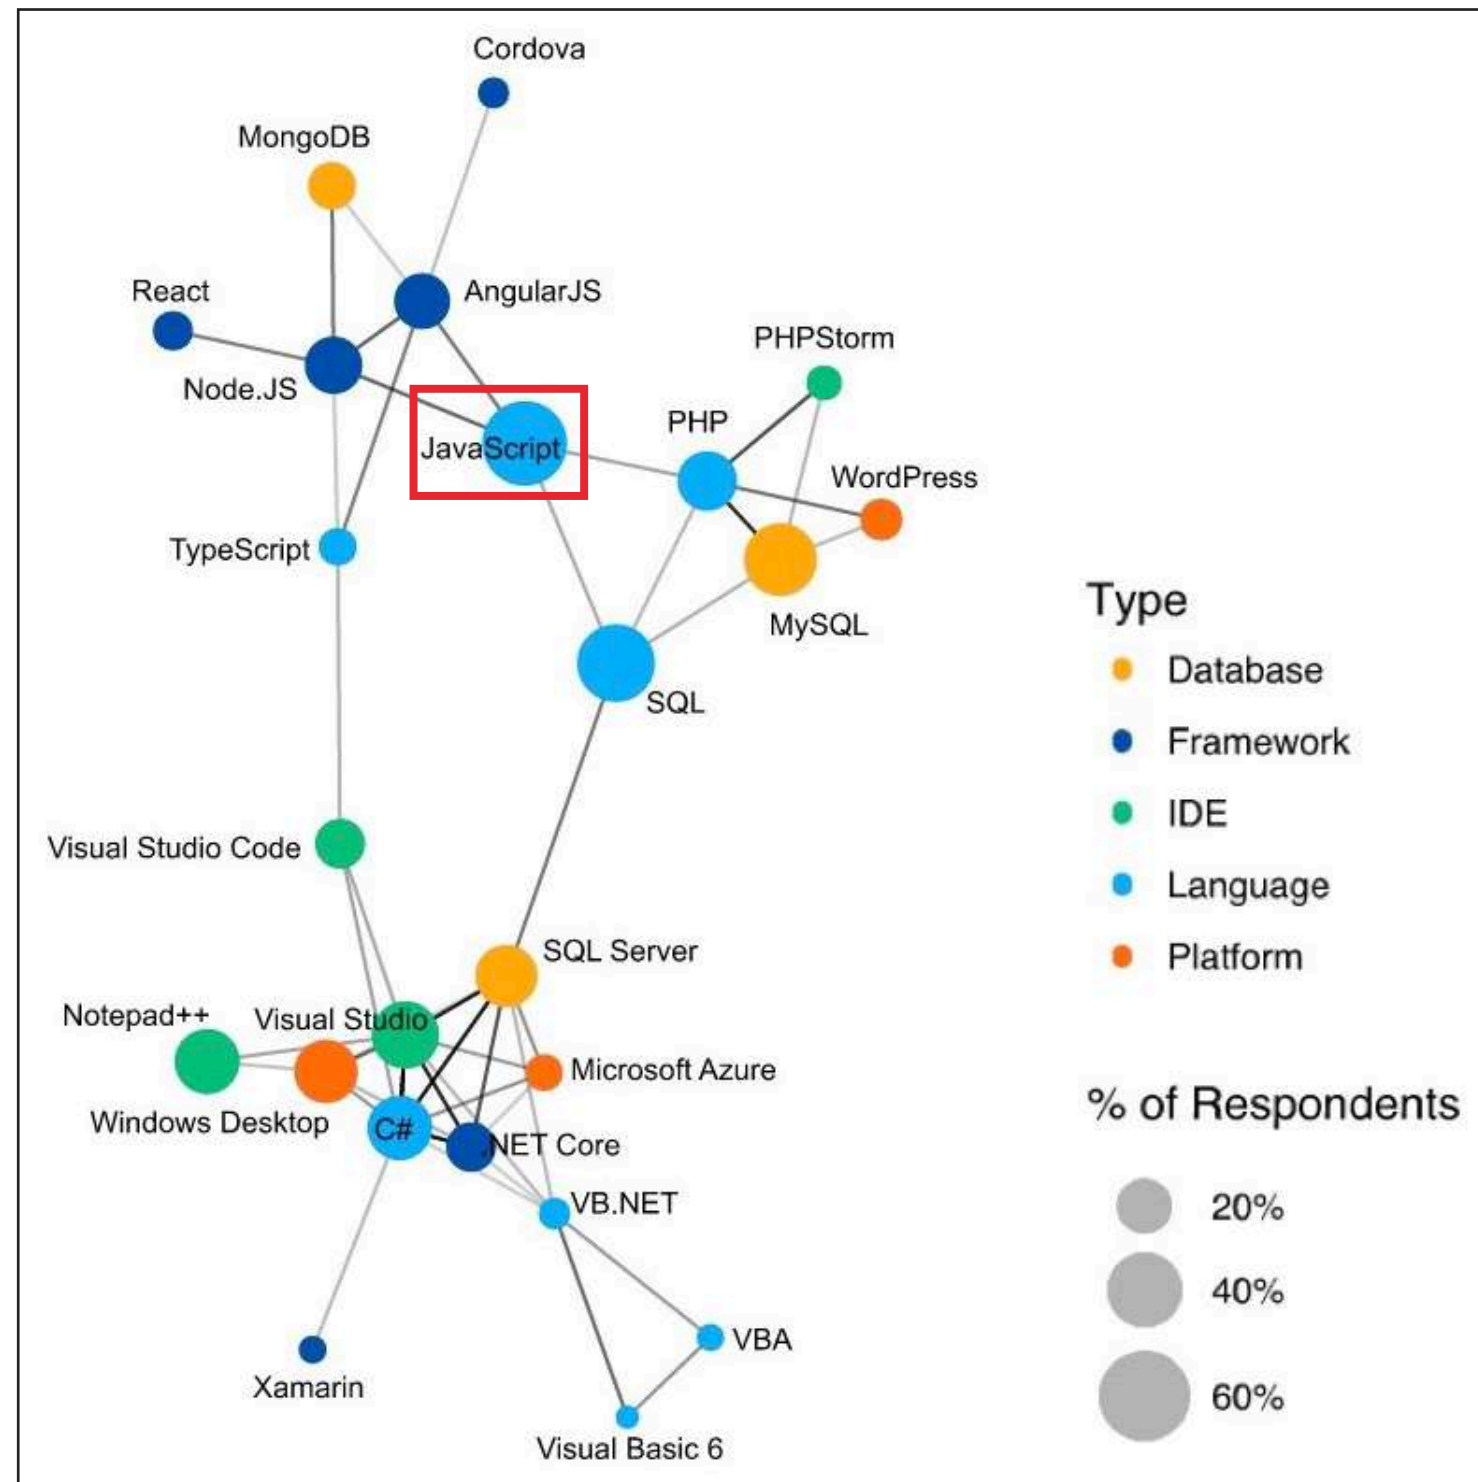 Cordova
MongoDB
React
AngularJS
Node.JS
JavaScript
PHPStorm
PHP
WordPress
TypeScript
MySQL
SQL
Visual Studio Code
SQL Server
Notepad++
Visual Studio
Microsoft Azure
Windows Desktop
C#
.NET Core
VB.NET
VBA
Xamarin
Visual Basic 6
Type
Database
Framework
IDE
Language
Platform
% of Respondents
20%
40%
60%